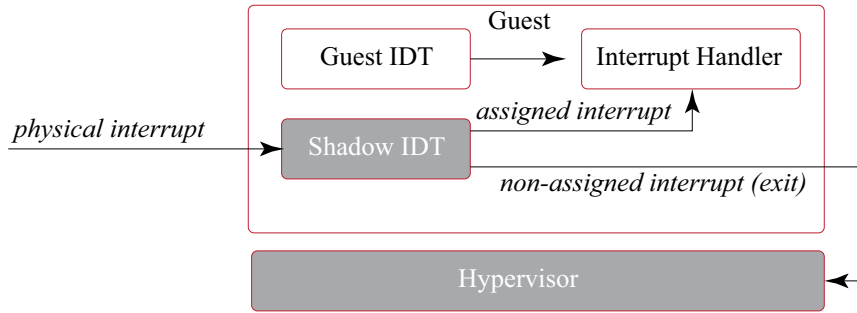 Guest
Guest IDT
Interrupt Handler
assigned interrupt
physical interrupt
Shadow IDT
non-assigned interrupt (exit)
Hypervisor